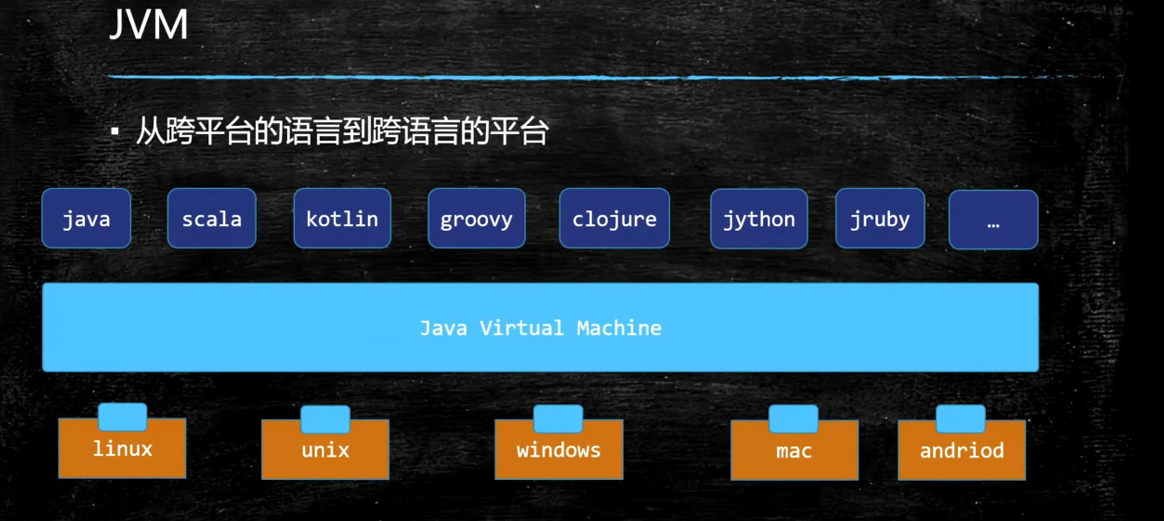 JVM
▪ 从跨平台的语言到跨语言的平台
java scala kotlin groovy clojure jython jruby …
Java Virtual Machine
linux unix windows mac andriod